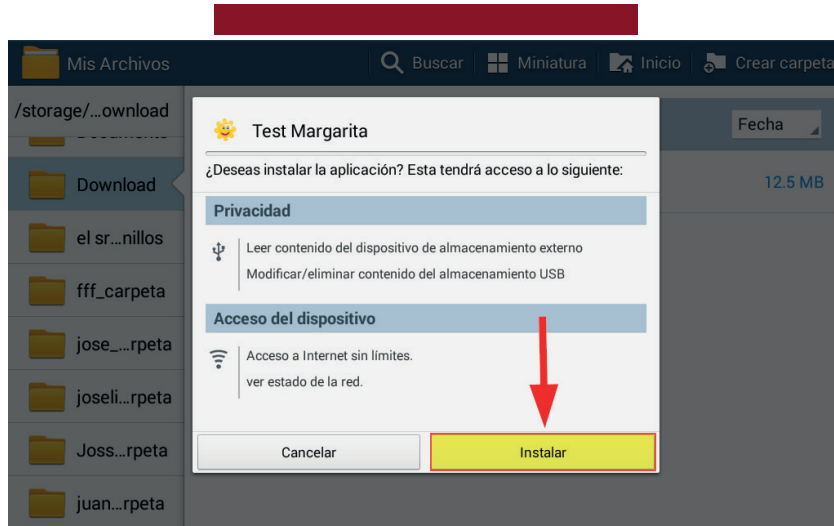 Mis Archivos
Buscar
Miniatura
Inicio
Crear carpeta
/storage/...ownload
Fecha
Download
12.5 MB
el sr...nillos
fff_carpeta
jose_...rpeta
joseli...rpeta
Joss...rpeta
juan...rpeta
Test Margarita
¿Deseas instalar la aplicación? Esta tendrá acceso a lo siguiente:
Privacidad
Leer contenido del dispositivo de almacenamiento externo
Modificar/eliminar contenido del almacenamiento USB
Acceso del dispositivo
Acceso a Internet sin límites.
ver estado de la red.
Cancelar
Instalar